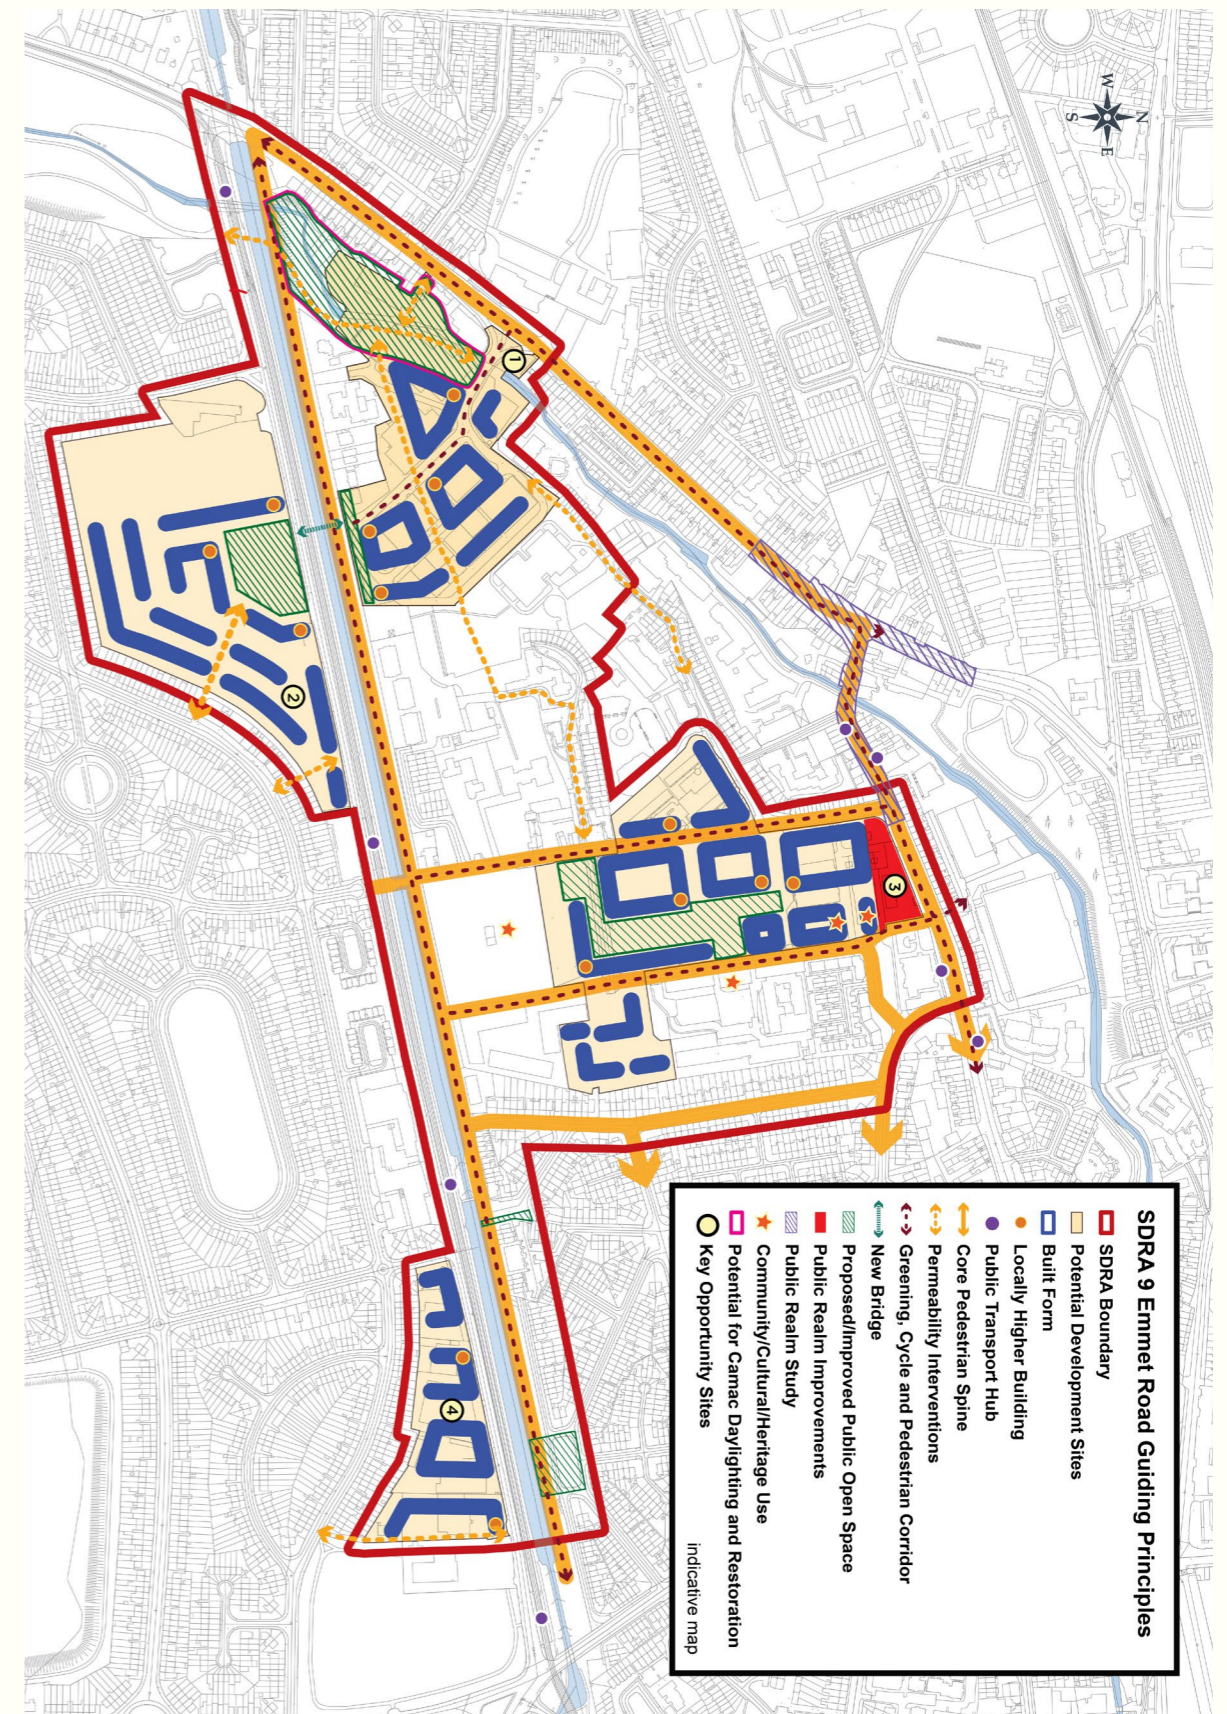 N
W
E
S
1
2
3
4
SDRA 9 Emmet Road Guiding Principles
SDRA Boundary
Potential Development Sites
Built Form
Locally Higher Building
Public Transport Hub
Core Pedestrian Spine
Permeability Interventions
Greening, Cycle and Pedestrian Corridor
New Bridge
Proposed/Improved Public Open Space
Public Realm Improvements
Public Realm Study
Community/Cultural/Heritage Use
Potential for Camac Daylighting and Restoration
Key Opportunity Sites
indicative map